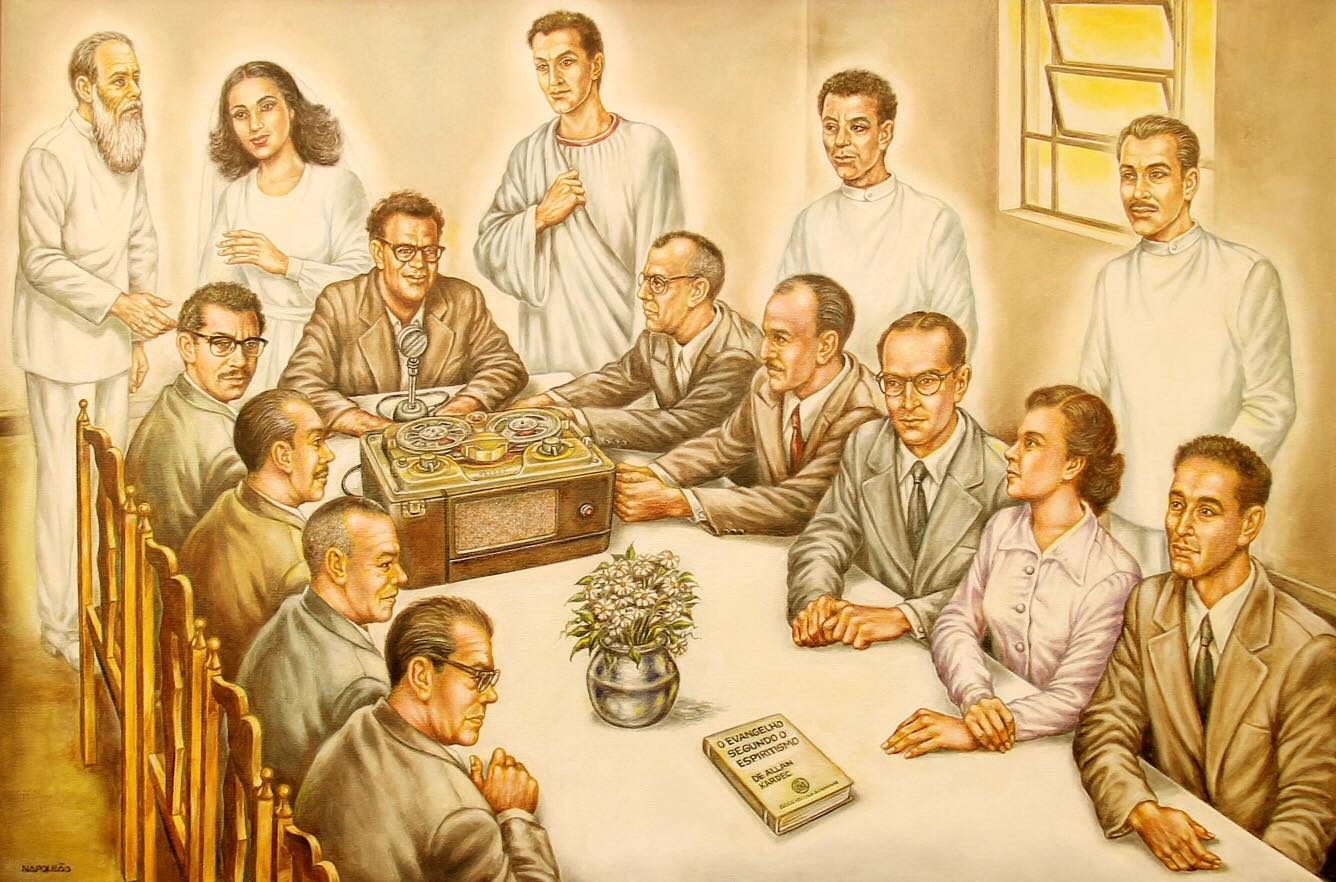 O EVANGELHO
SEGUNDO O
ESPIRITISMO
DE ALLAN
KARDEC
NAPOLEÃO